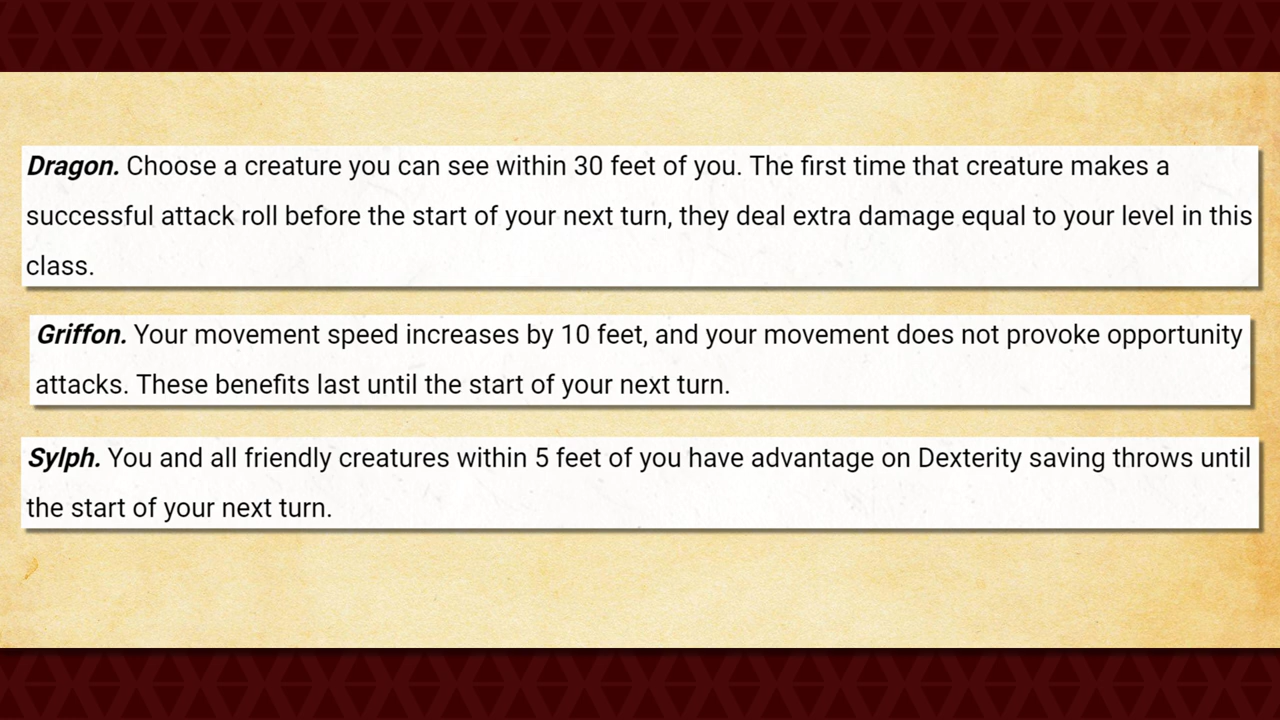 Dragon. Choose a creature you can see within 30 feet of you. The first time that creature makes a
successful attack roll before the start of your next turn, they deal extra damage equal to your level in this
class.
Griffon. Your movement speed increases by 10 feet, and your movement does not provoke opportunity
attacks. These benefits last until the start of your next turn.
Sylph. You and all friendly creatures within 5 feet of you have advantage on Dexterity saving throws until
the start of your next turn.